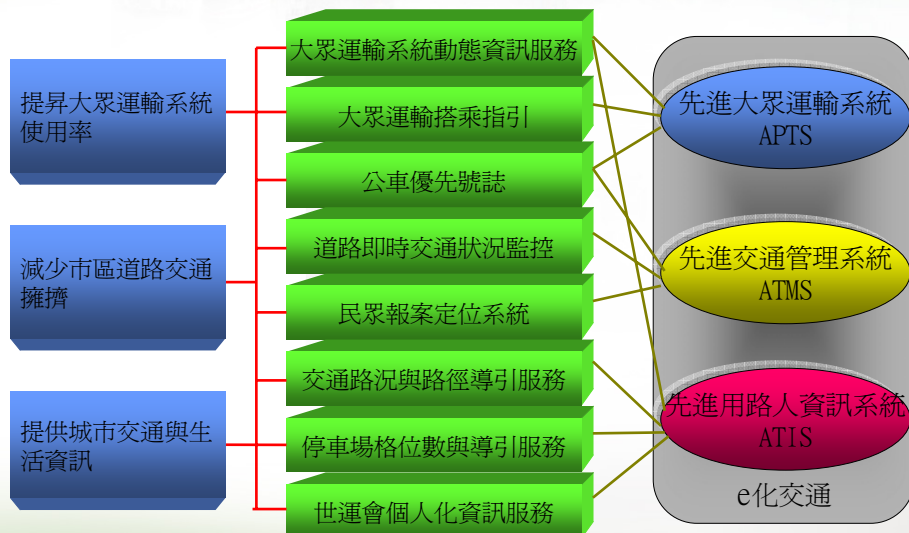 提昇大眾運輸系統
使用率
減少市區道路交通
擁擠
提供城市交通與生
活資訊
大眾運輸系統動態資訊服務
大眾運輸搭乘指引
公車優先號誌
道路即時交通狀況監控
民眾報案定位系統
交通路況與路徑導引服務
停車場格位數與導引服務
世運會個人化資訊服務
先進大眾運輸系統
APTS
先進交通管理系統
ATMS
先進用路人資訊系統
ATIS
e化交通